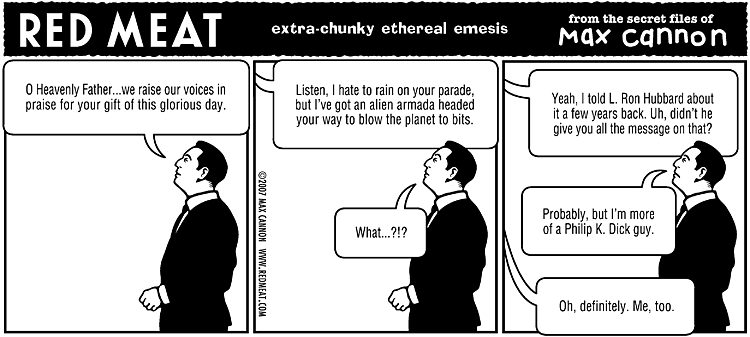 RED MEAT
extra-chunky ethereal emesis
from the secret files of
Max Cannon
O Heavenly Father...we raise our voices in
praise for your gift of this glorious day.
Listen, I hate to rain on your parade,
but I've got an alien armada headed
your way to blow the planet to bits.
What...?!?
©2007 MAX CANNON WWW.REDMEAT.COM
Yeah, I told L. Ron Hubbard about
it a few years back. Uh, didn't he
give you all the message on that?
Probably, but I'm more
of a Philip K. Dick guy.
Oh, definitely. Me, too.